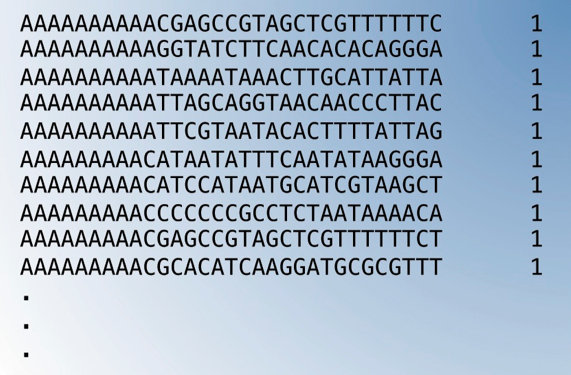 AAAAAAAAAACGAGCCGTAGCTCGTTTTTTC 1
AAAAAAAAAAGGTATCTTCAACACACAGGGA 1
AAAAAAAAAATAAAATAAACTTGCATTATTA 1
AAAAAAAAAATTAGCAGGTAACAACCCTTAC 1
AAAAAAAAAATTCGTAATACACTTTTATTAG 1
AAAAAAAAACATAATATTTCAATATAAGGGA 1
AAAAAAAAACATCCATAATGCATCGTAAGCT 1
AAAAAAAAACCCCCCCGCCTCTAATAAAACA 1
AAAAAAAAACGAGCCGTAGCTCGTTTTTTCT 1
AAAAAAAAACGCACATCAAGGATGCGCGTTT 1
.
.
.